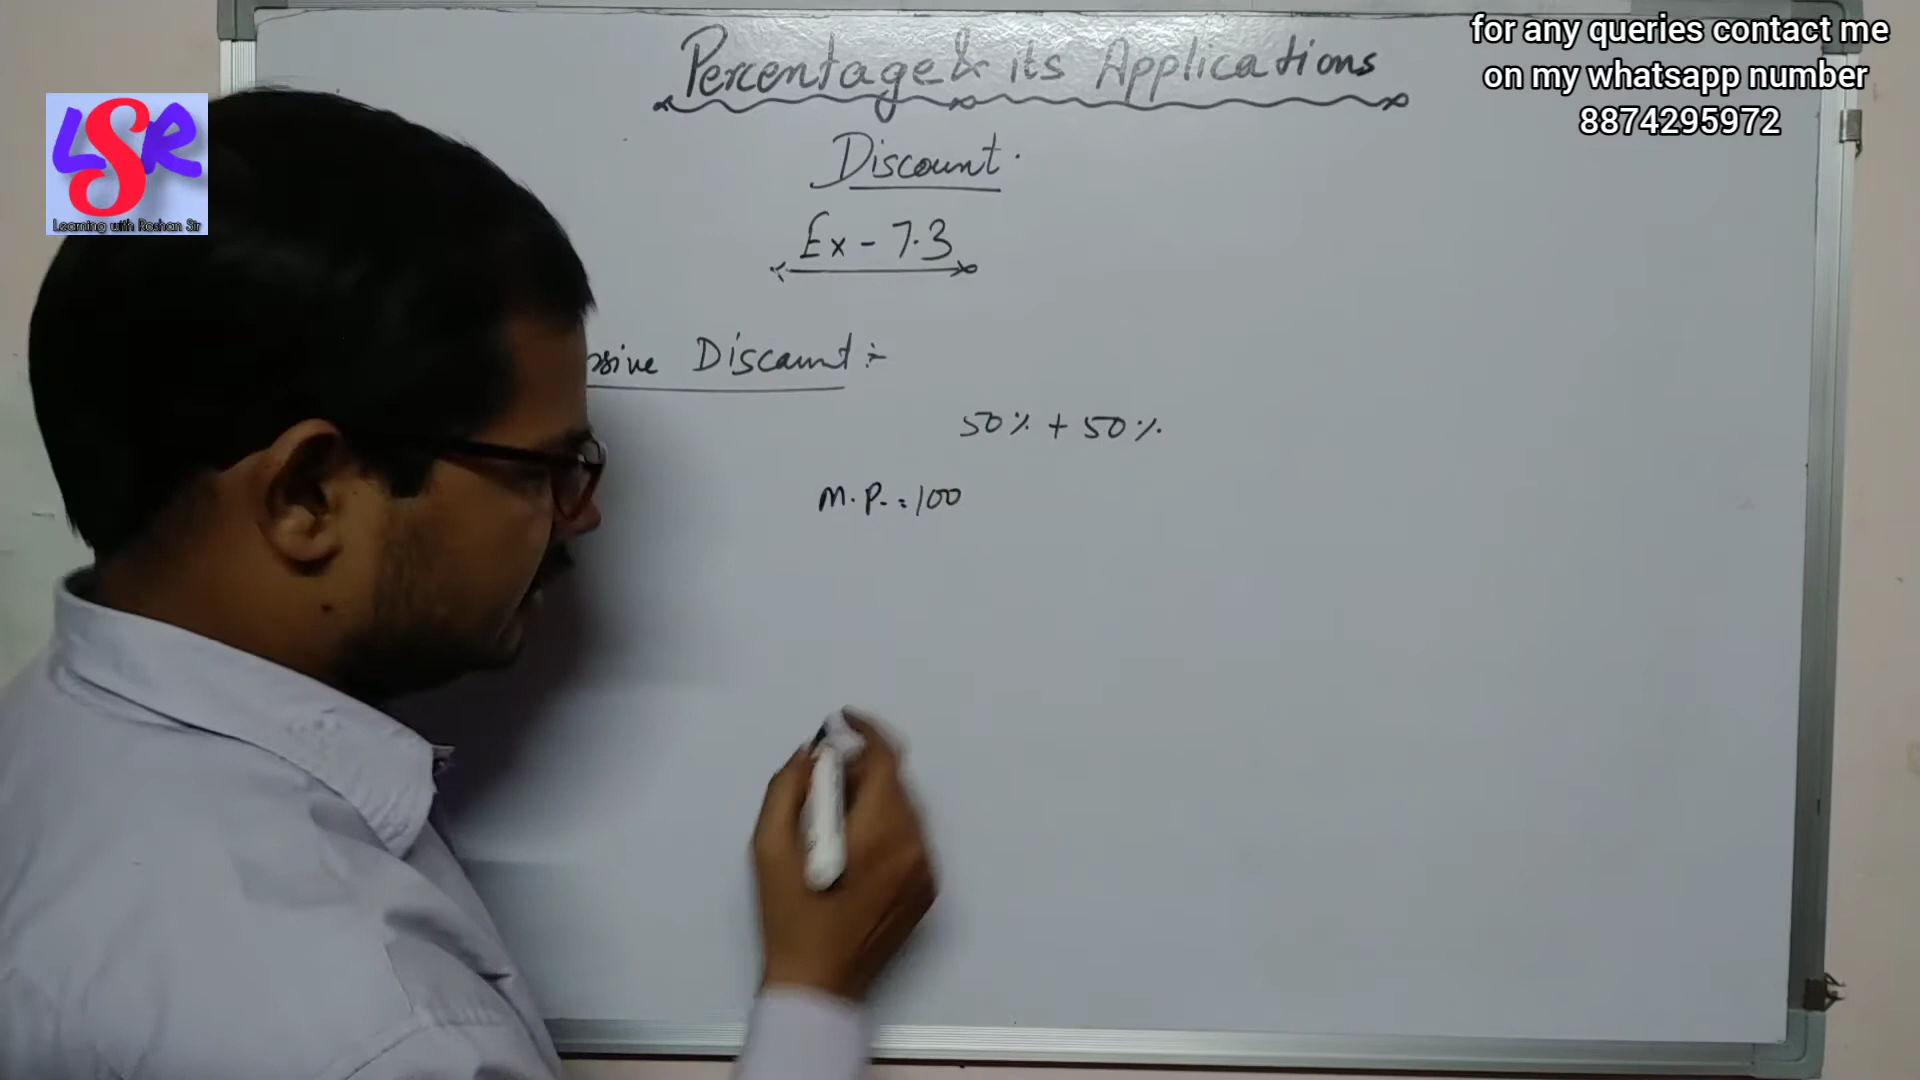 for any queries contact me
on my whatsapp number
8874295972
LSR
Learning with Roshan Sir
Percentage & its Applications
Discount.
Ex - 7.3
ssive Discount :-
50% + 50%
M.P. = 100